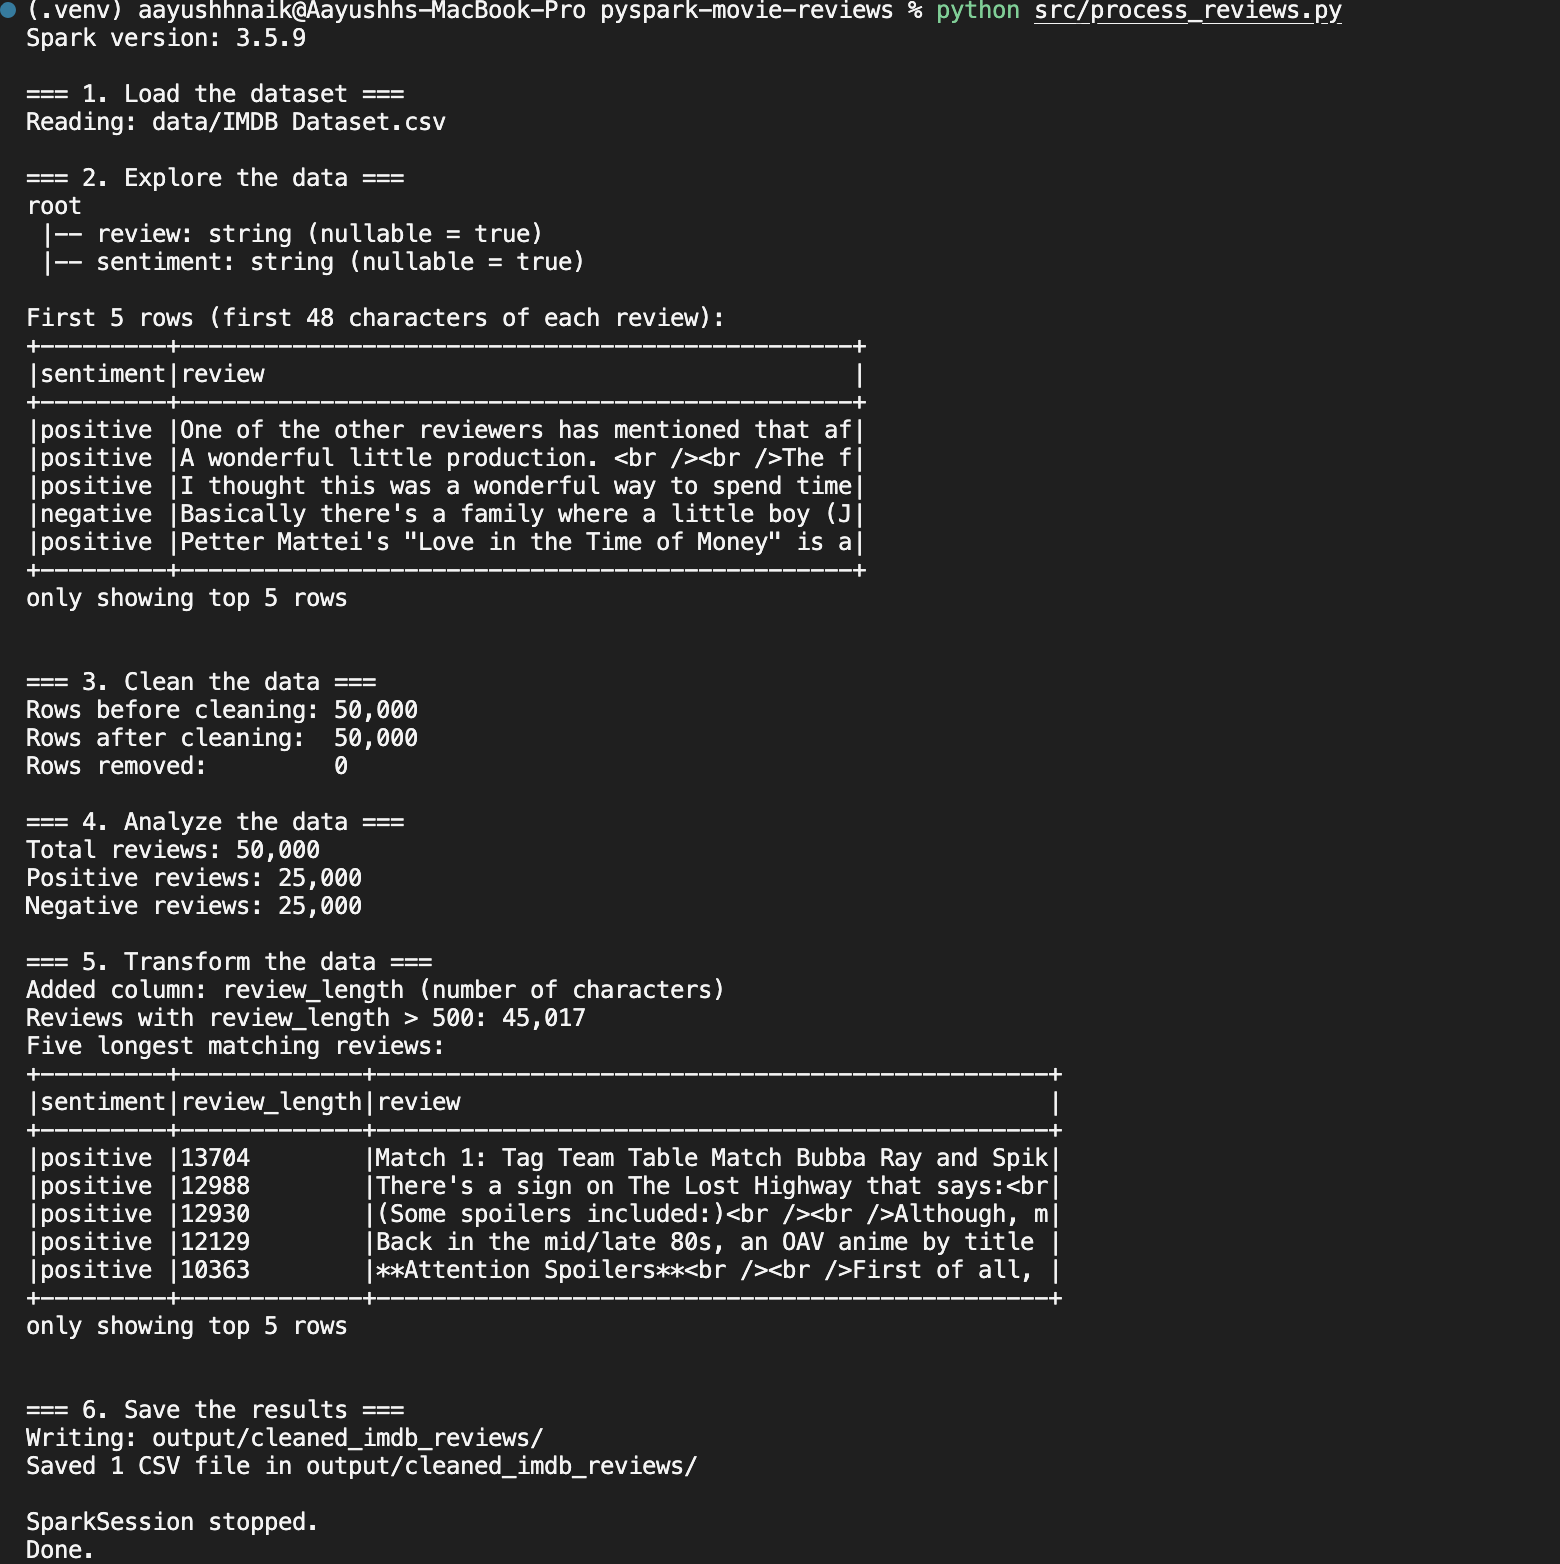 (.venv) aayushhnaik@Aayushhs-MacBook-Pro pyspark-movie-reviews % python src/process_reviews.py
Spark version: 3.5.9
=== 1. Load the dataset ===
Reading: data/IMDB Dataset.csv
=== 2. Explore the data ===
root
 |-- review: string (nullable = true)
 |-- sentiment: string (nullable = true)
First 5 rows (first 48 characters of each review):
+---------+------------------------------------------------+
|sentiment|review                                          |
+---------+------------------------------------------------+
|positive |One of the other reviewers has mentioned that af|
|positive |A wonderful little production. <br /><br />The f|
|positive |I thought this was a wonderful way to spend time|
|negative |Basically there's a family where a little boy (J|
|positive |Petter Mattei's "Love in the Time of Money" is a|
+---------+------------------------------------------------+
only showing top 5 rows
=== 3. Clean the data ===
Rows before cleaning: 50,000
Rows after cleaning:  50,000
Rows removed:         0
=== 4. Analyze the data ===
Total reviews: 50,000
Positive reviews: 25,000
Negative reviews: 25,000
=== 5. Transform the data ===
Added column: review_length (number of characters)
Reviews with review_length > 500: 45,017
Five longest matching reviews:
+---------+-------------+------------------------------------------------+
|sentiment|review_length|review                                          |
+---------+-------------+------------------------------------------------+
|positive |13704        |Match 1: Tag Team Table Match Bubba Ray and Spik|
|positive |12988        |There's a sign on The Lost Highway that says:<br|
|positive |12930        |(Some spoilers included:)<br /><br />Although, m|
|positive |12129        |Back in the mid/late 80s, an OAV anime by title |
|positive |10363        |**Attention Spoilers**<br /><br />First of all, |
+---------+-------------+------------------------------------------------+
only showing top 5 rows
=== 6. Save the results ===
Writing: output/cleaned_imdb_reviews/
Saved 1 CSV file in output/cleaned_imdb_reviews/
SparkSession stopped.
Done.